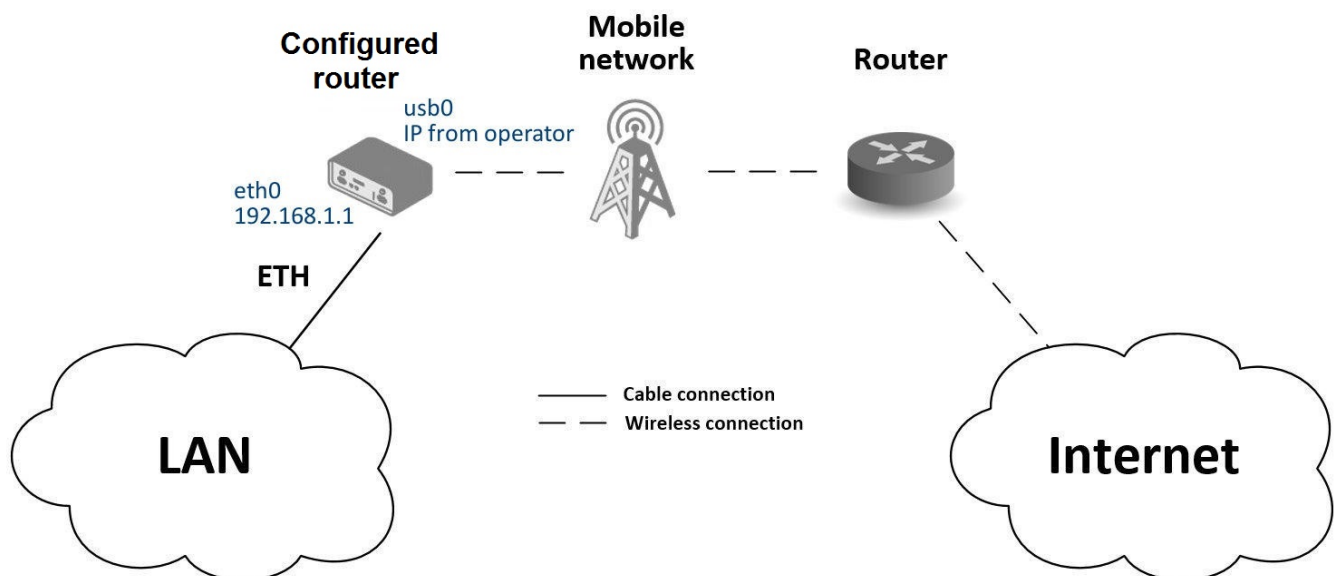 Configured
router
usb0
IP from operator
eth0
192.168.1.1
ETH
Mobile
network
Router
Cable connection
Wireless connection
LAN
Internet